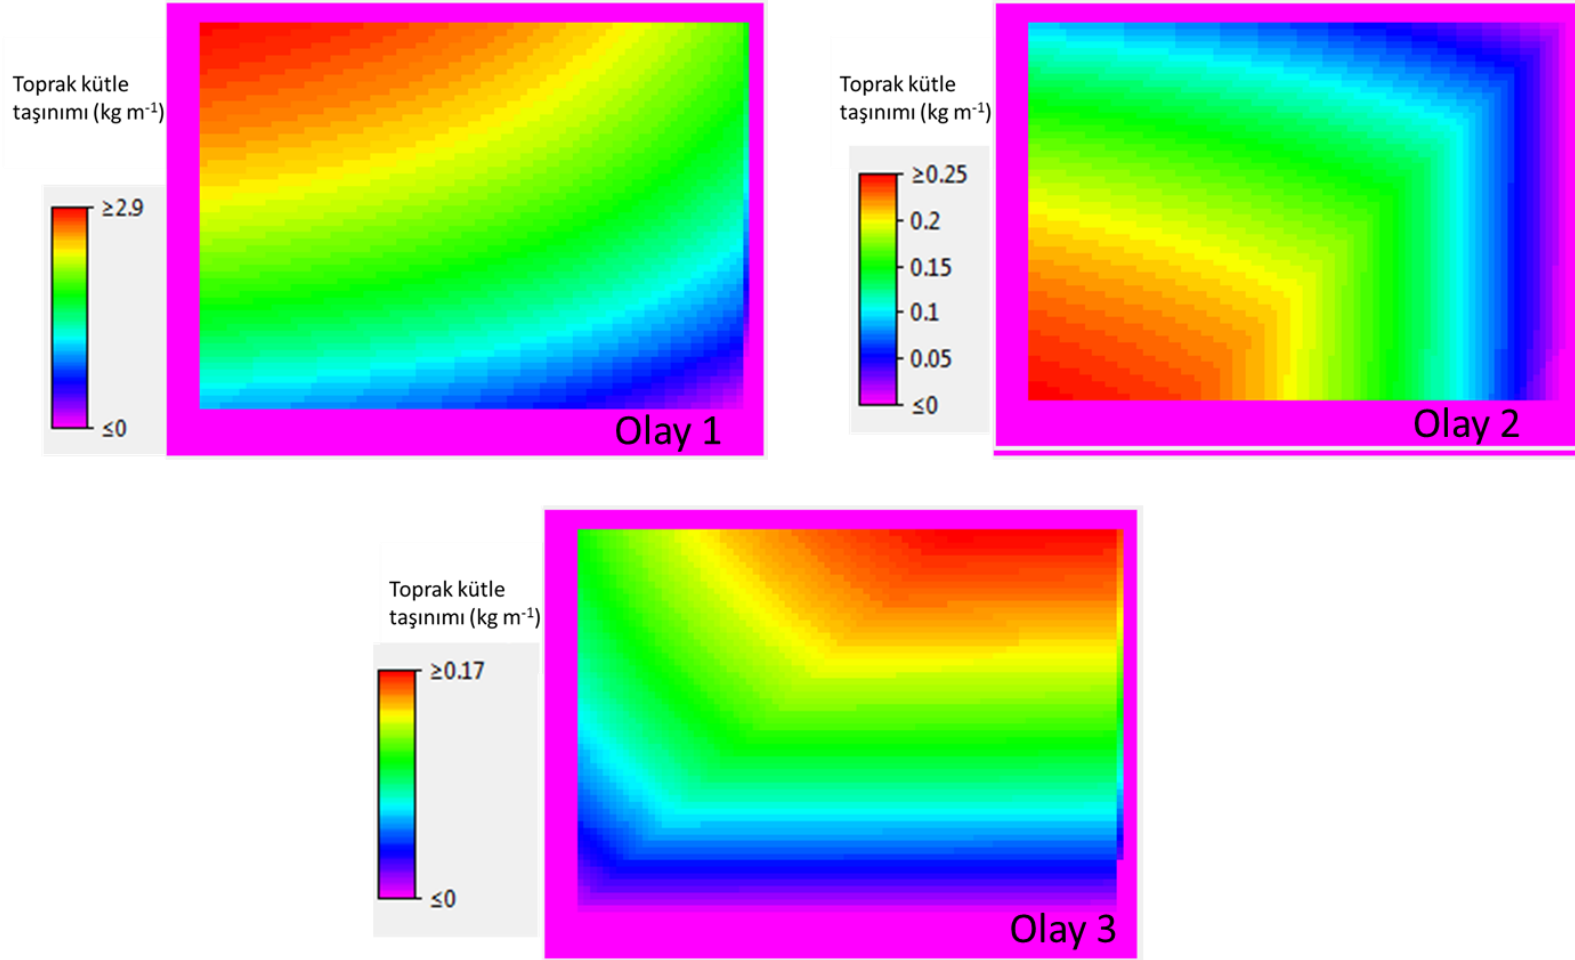 Toprak kütle
taşınımı (kg m⁻¹)
≥2.9
≤0
Olay 1
Toprak kütle
taşınımı (kg m⁻¹)
≥0.25
0.2
0.15
0.1
0.05
≤0
Olay 2
Toprak kütle
taşınımı (kg m⁻¹)
≥0.17
≤0
Olay 3